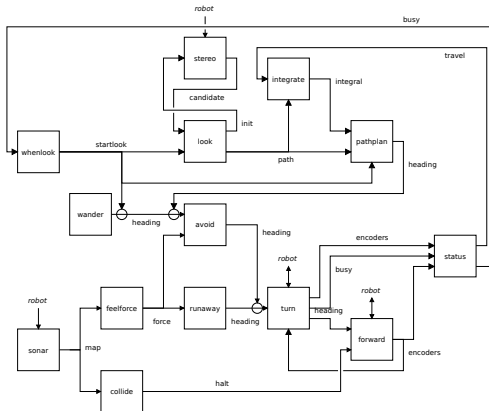 robot
busy
stereo
travel
integrate
integral
candidate
init
look
pathplan
startlook
whenlook
path
heading
wander
heading
avoid
heading
encoders
status
robot
busy
robot
robot
feelforce
runaway
turn
heading
force
heading
forward
sonar
map
encoders
halt
collide